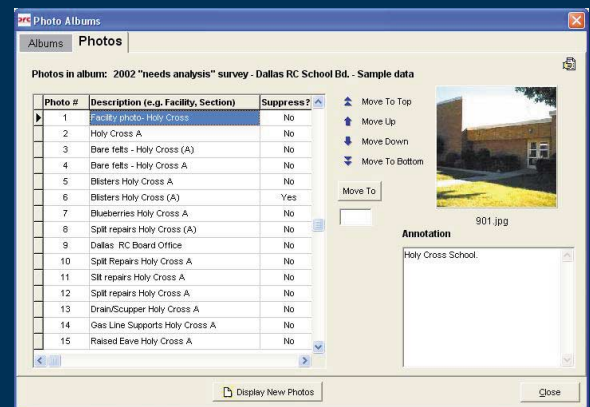 prc Photo Albums
Albums Photos
Photos in album: 2002 "needs analysis" survey - Dallas RC School Bd. - Sample data
Photo # Description (e.g. Facility, Section) Suppress?
1 Facility photo- Holy Cross No
2 Holy Cross A No
3 Bare felts - Holy Cross (A) No
4 Bare felts - Holy Cross A No
5 Blisters Holy Cross A No
6 Blisters Holy Cross (A) Yes
7 Blueberries Holy Cross A No
8 Split repairs Holy Cross (A) No
9 Dallas RC Board Office No
10 Split Repairs Holy Cross A No
11 Slit repairs Holy Cross A No
12 Split repairs Holy Cross A No
13 Drain/Scupper Holy Cross A No
14 Gas Line Supports Holy Cross A No
15 Raised Eave Holy Cross A No
Move To Top
Move Up
Move Down
Move To Bottom
Move To
901.jpg
Annotation
Holy Cross School.
Display New Photos
Close